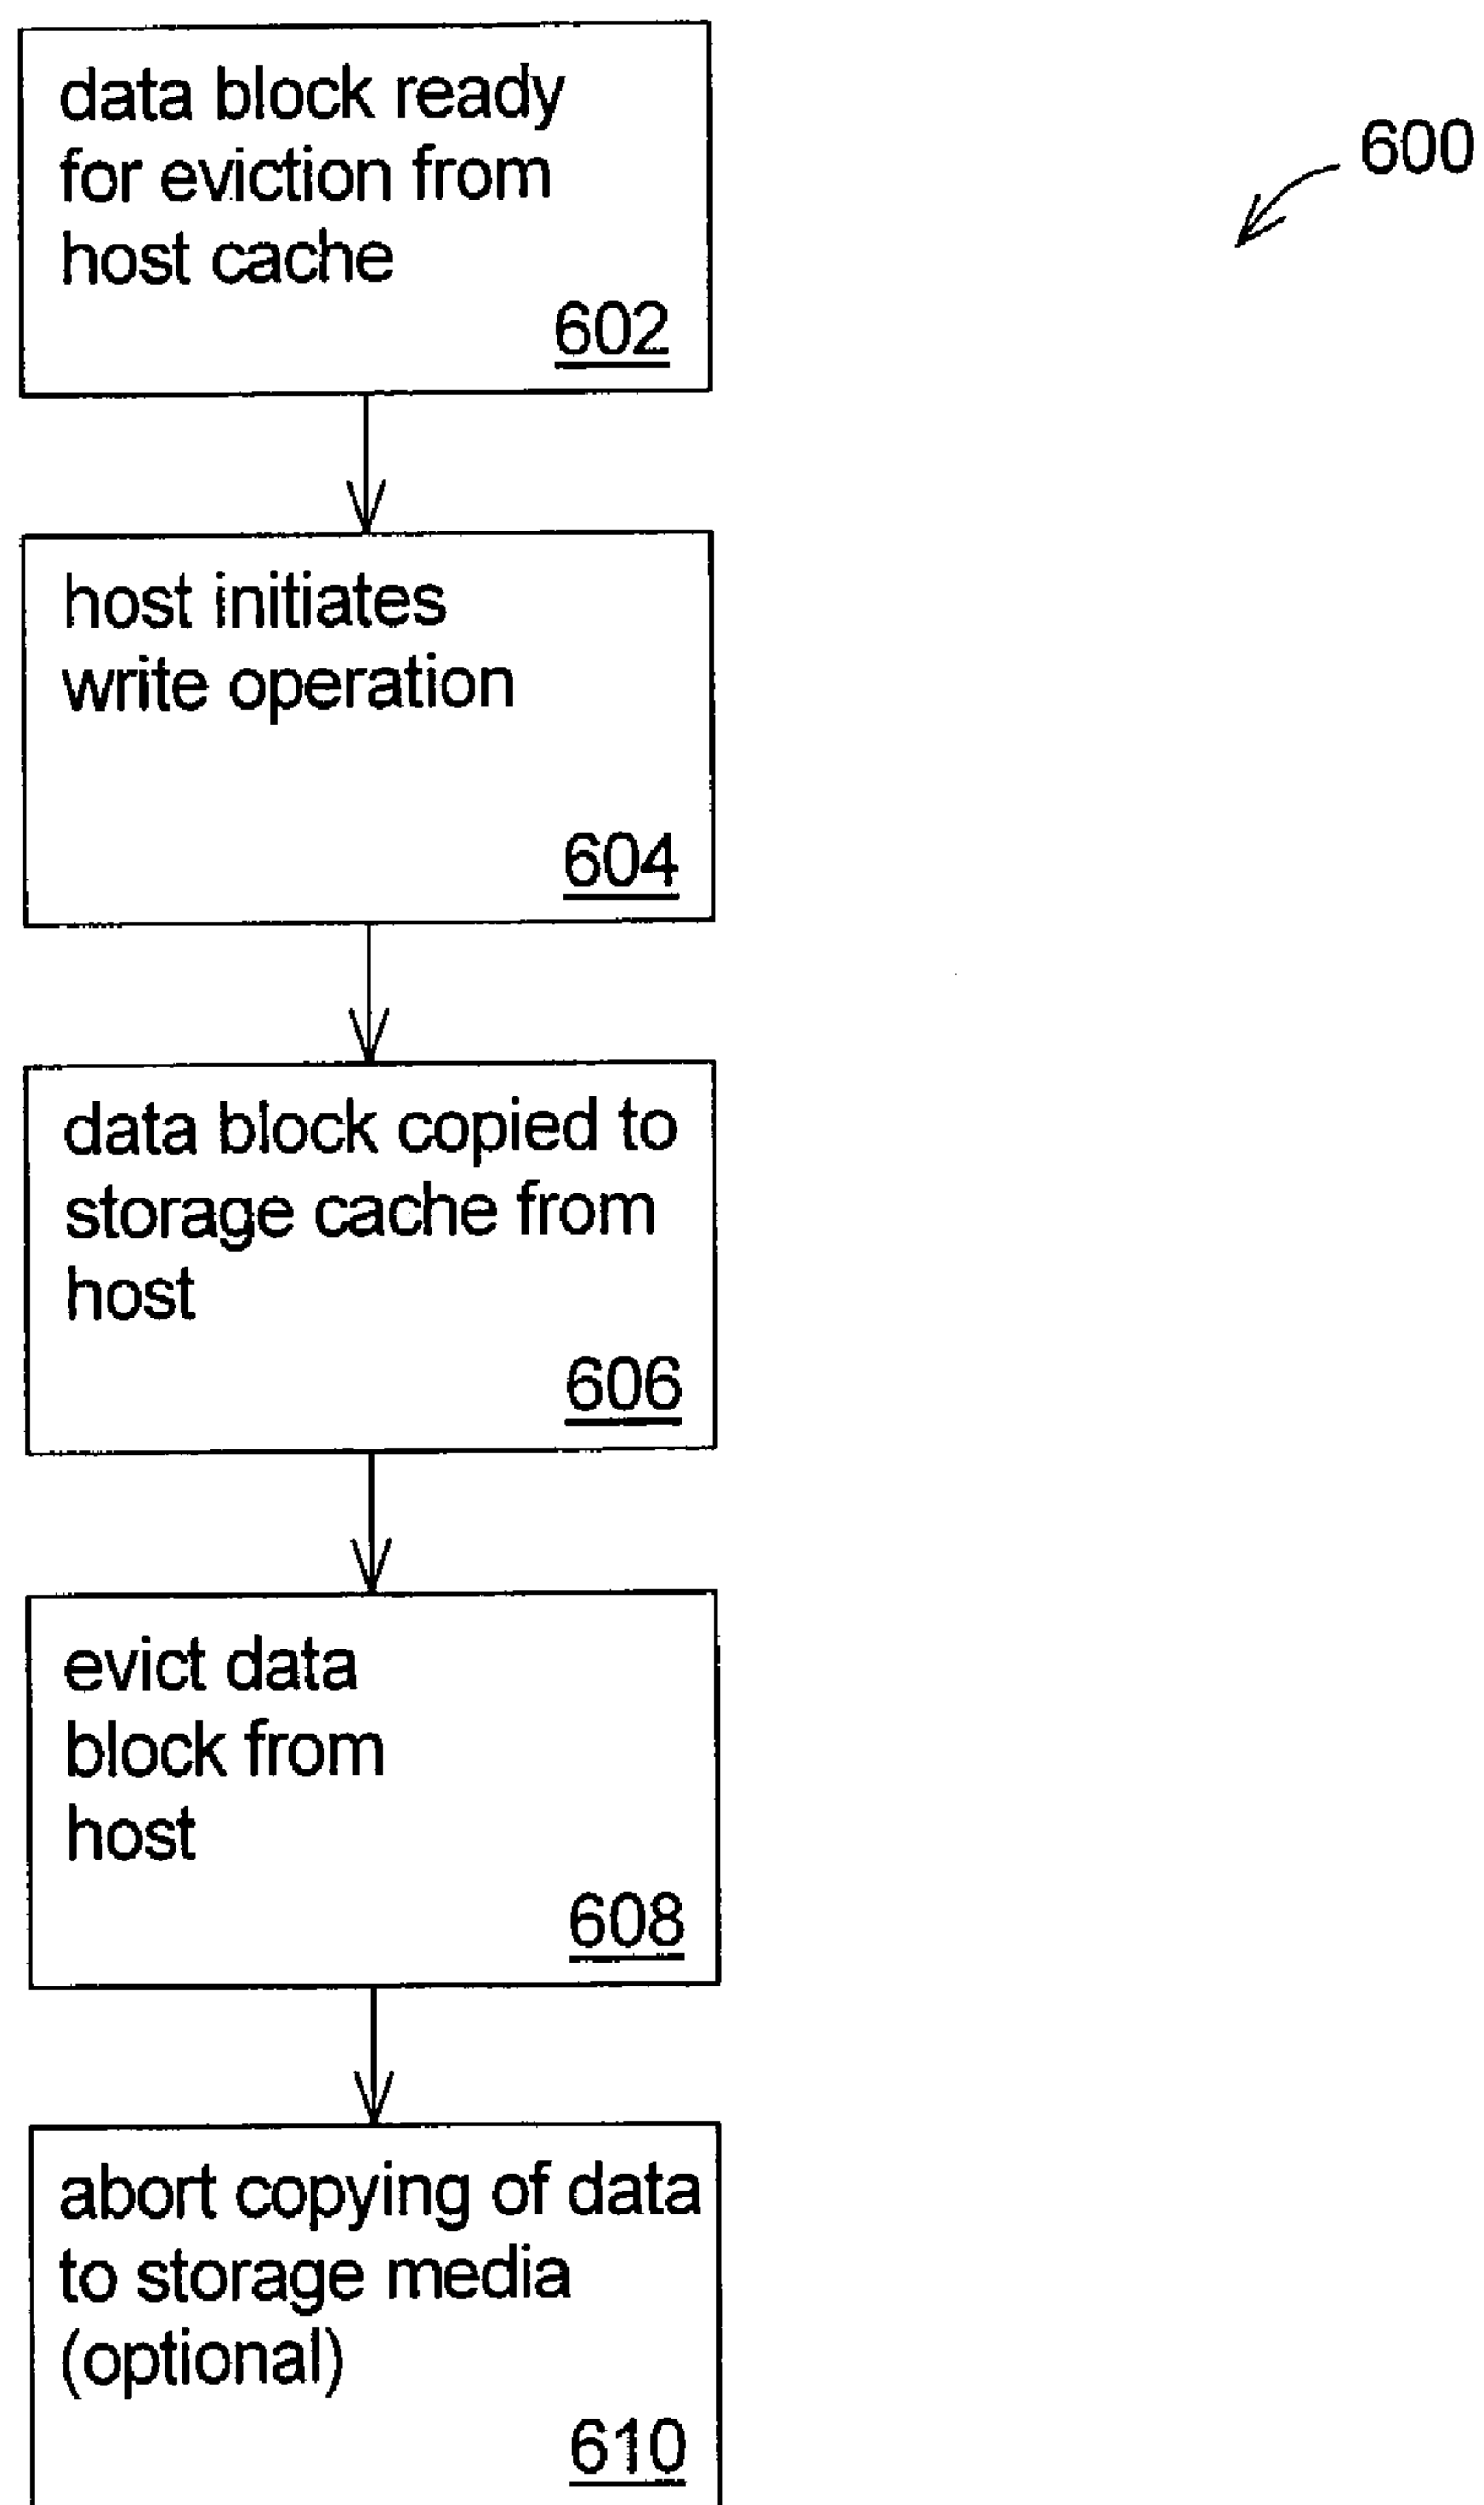 data block ready
for eviction from
host cache
602
600
host initiates
write operation
604
data block copied to
storage cache from
host
606
evict data
block from
host
608
abort copying of data
to storage media
(optional)
610